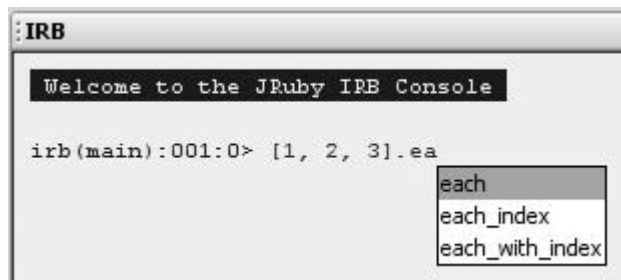 IRB
Welcome to the JRuby IRB Console
irb(main):001:0> [1, 2, 3].ea
each
each_index
each_with_index